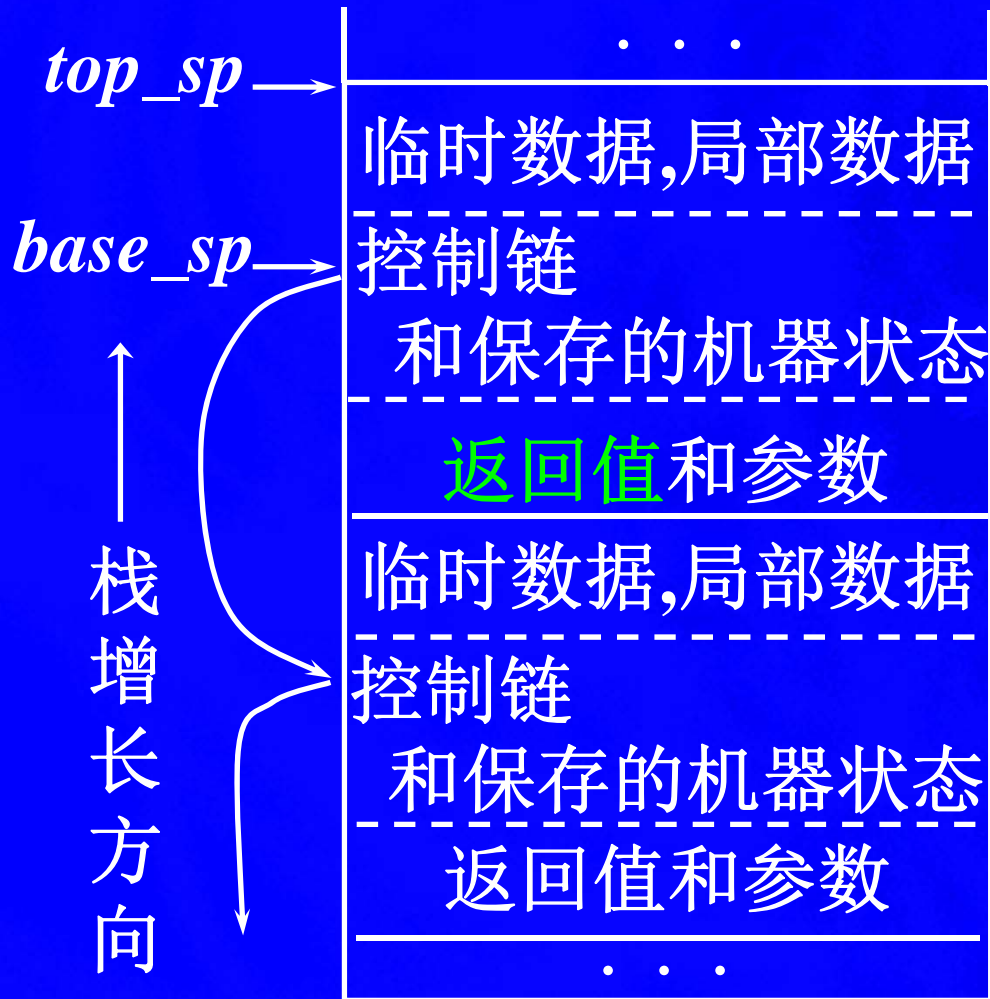 . . .
top_sp
临时数据,局部数据
base_sp
控制链
和保存的机器状态
返回值和参数
临时数据,局部数据
控制链
和保存的机器状态
返回值和参数
. . .
栈
增
长
方
向